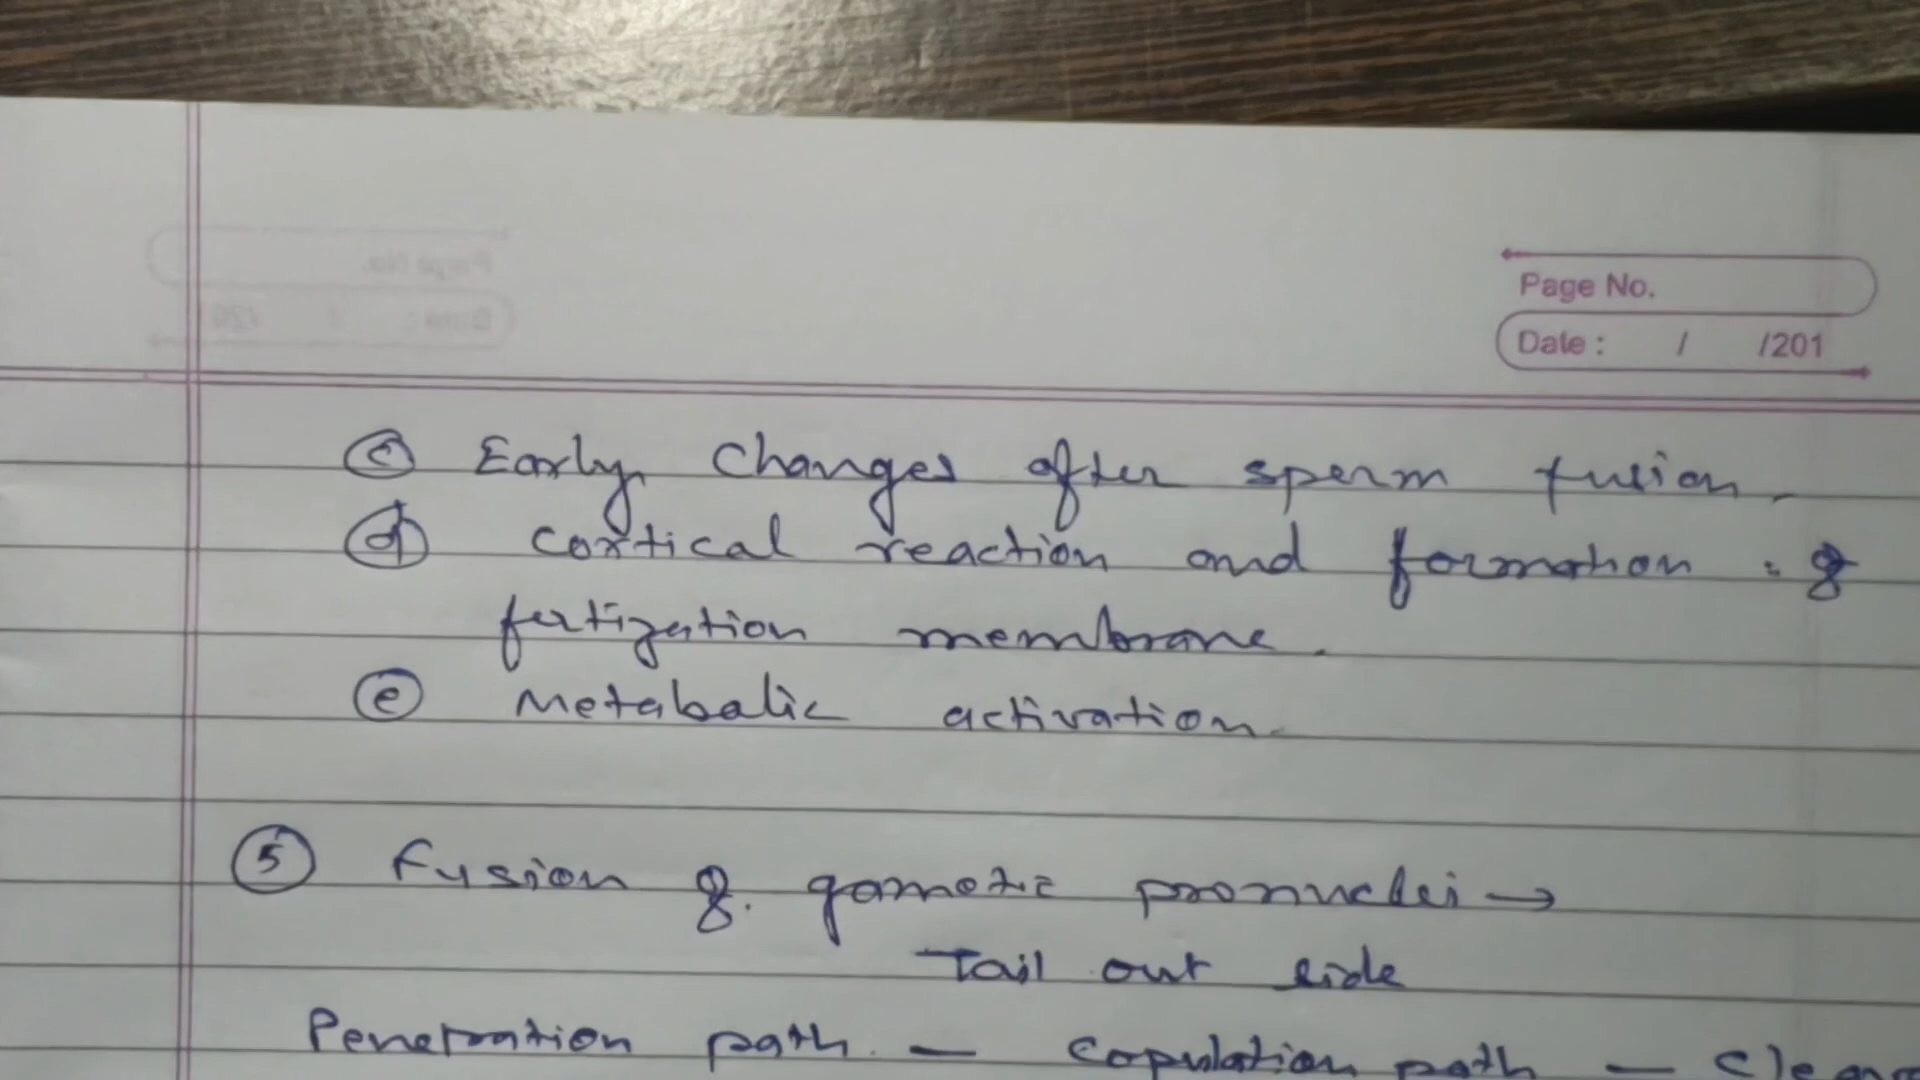 Page No.
Date : / /201
(c) Early changes after sperm fusion.
(d) cortical reaction and formation of
fertization membrane.
(e) Metabalic activation.
(5) Fusion of gametic pronuclei →
Tail out side
Penetration path — copulation path —